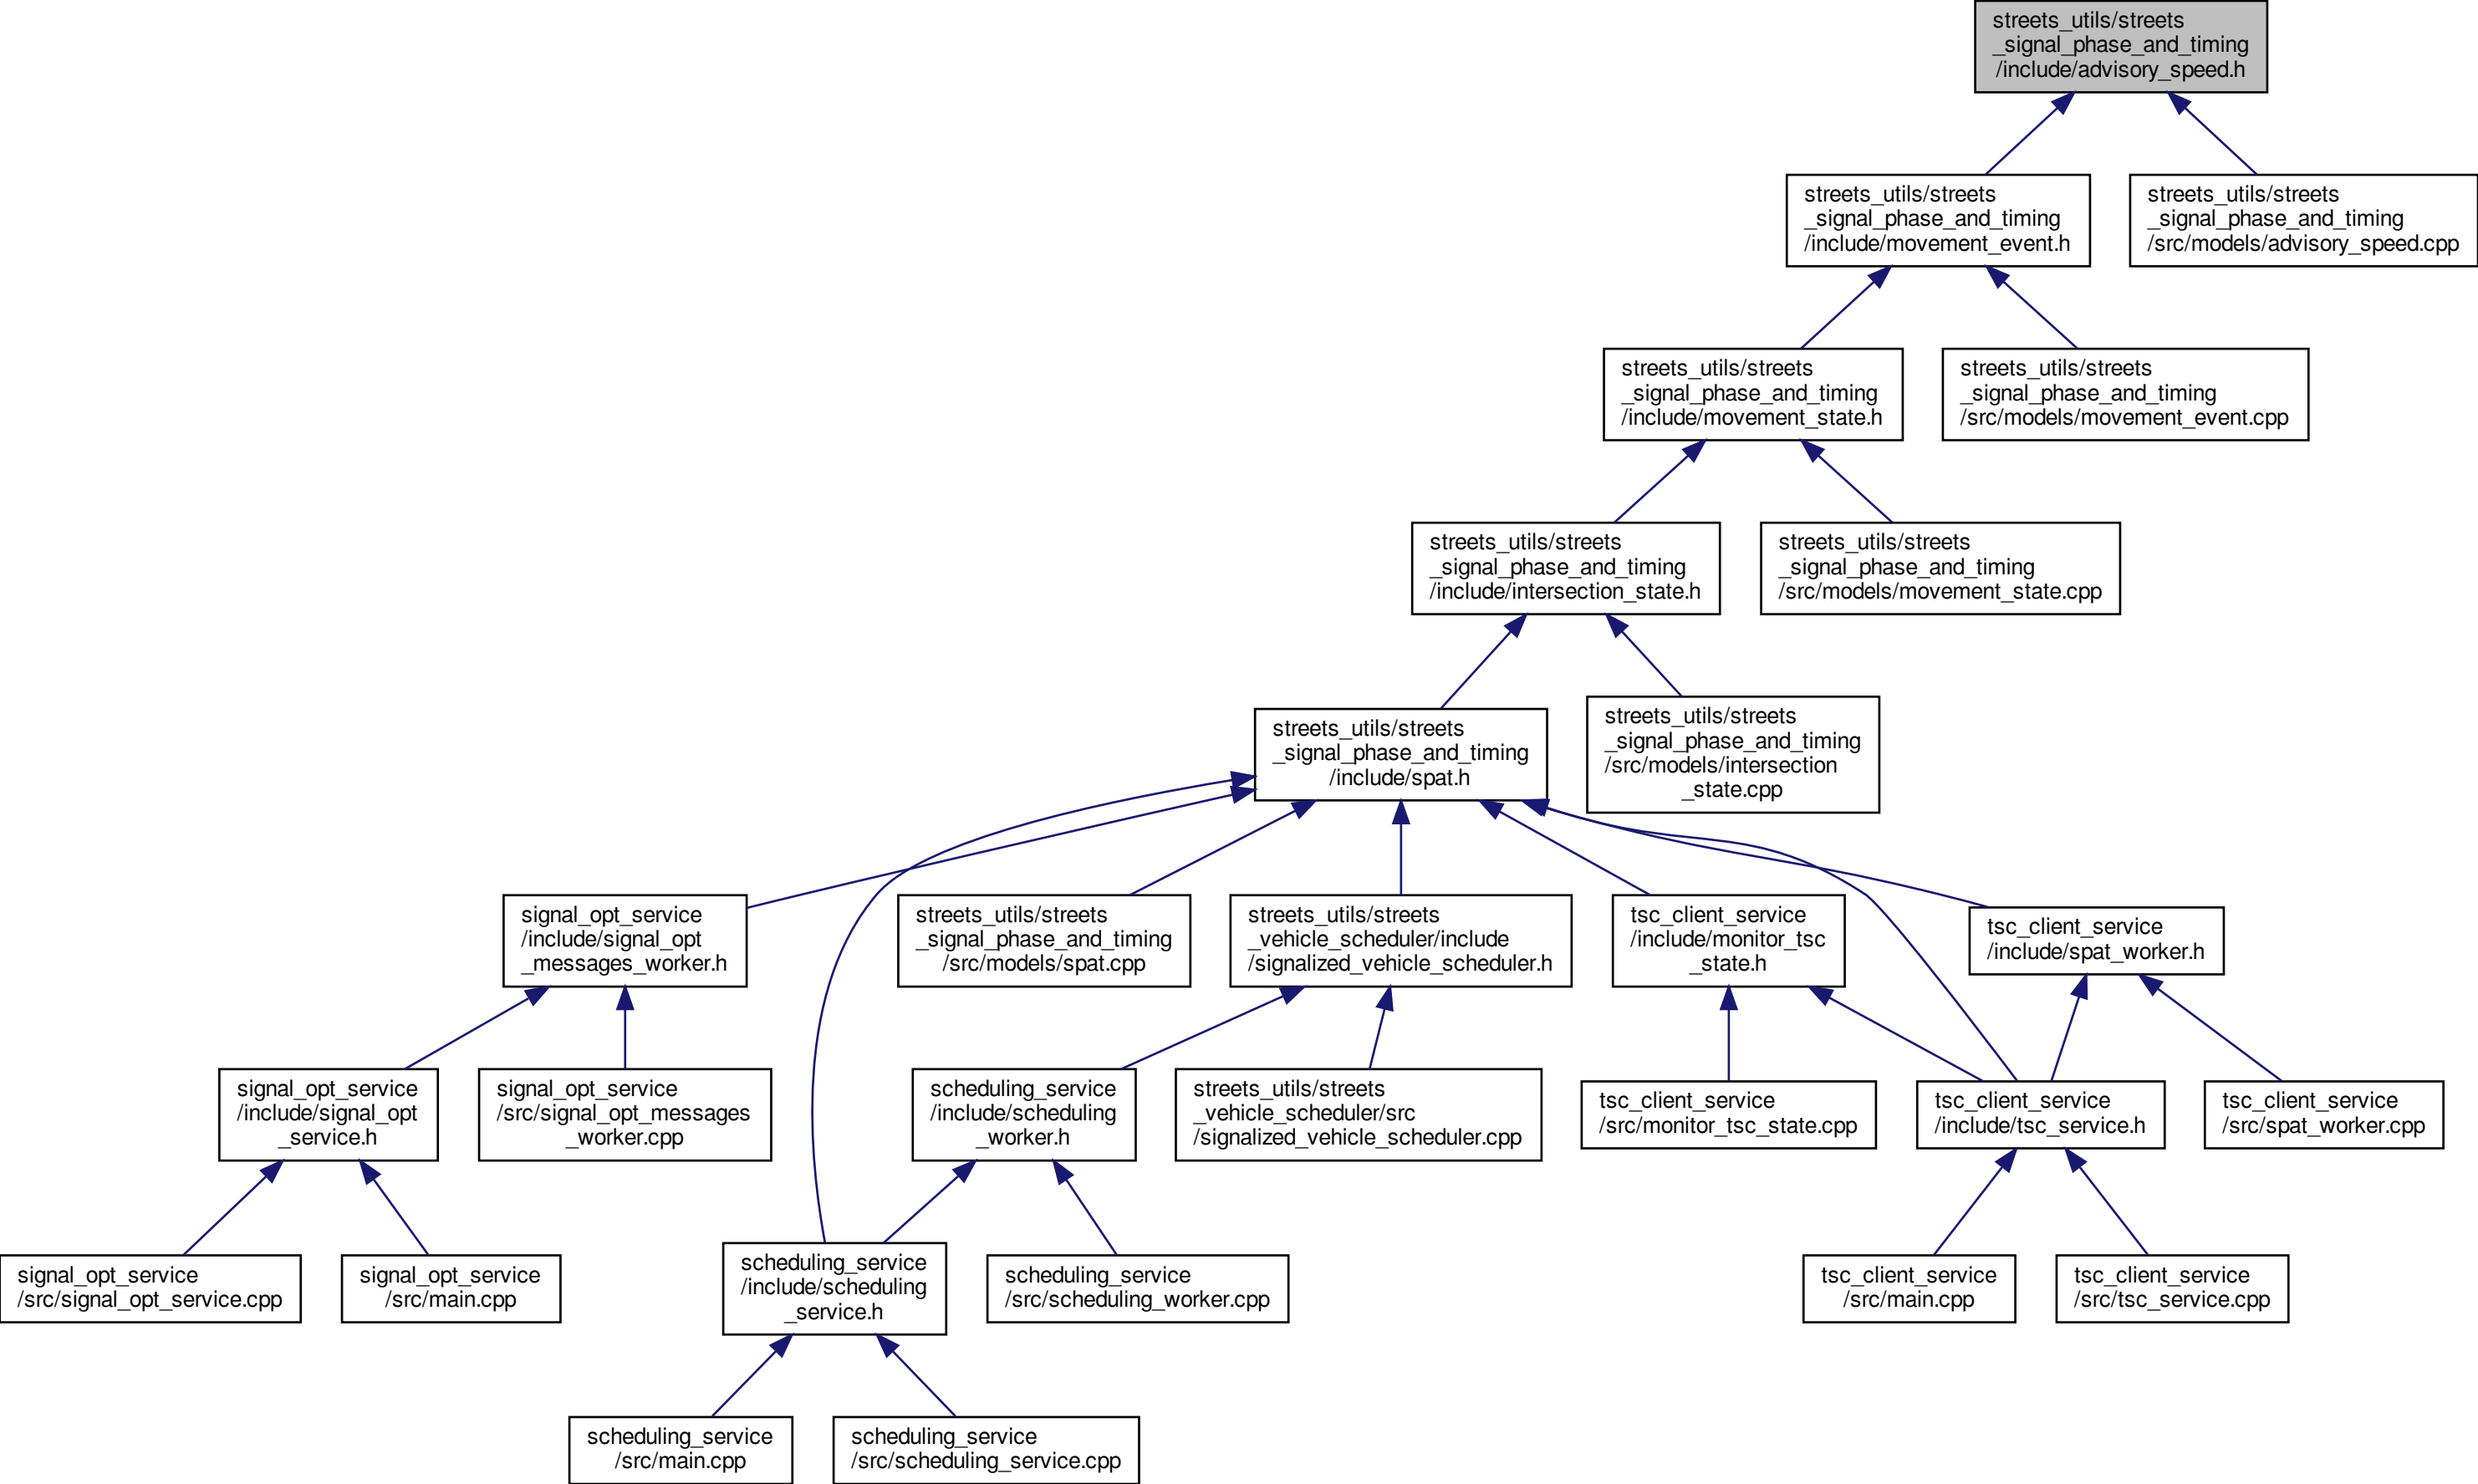 streets_utils/streets
_signal_phase_and_timing
/include/advisory_speed.h
streets_utils/streets
_signal_phase_and_timing
/include/movement_event.h
streets_utils/streets
_signal_phase_and_timing
/src/models/advisory_speed.cpp
streets_utils/streets
_signal_phase_and_timing
/include/movement_state.h
streets_utils/streets
_signal_phase_and_timing
/src/models/movement_event.cpp
streets_utils/streets
_signal_phase_and_timing
/include/intersection_state.h
streets_utils/streets
_signal_phase_and_timing
/src/models/movement_state.cpp
streets_utils/streets
_signal_phase_and_timing
/include/spat.h
streets_utils/streets
_signal_phase_and_timing
/src/models/intersection
_state.cpp
signal_opt_service
/include/signal_opt
_messages_worker.h
streets_utils/streets
_signal_phase_and_timing
/src/models/spat.cpp
streets_utils/streets
_vehicle_scheduler/include
/signalized_vehicle_scheduler.h
tsc_client_service
/include/monitor_tsc
_state.h
tsc_client_service
/include/spat_worker.h
signal_opt_service
/include/signal_opt
_service.h
signal_opt_service
/src/signal_opt_messages
_worker.cpp
scheduling_service
/include/scheduling
_worker.h
streets_utils/streets
_vehicle_scheduler/src
/signalized_vehicle_scheduler.cpp
tsc_client_service
/src/monitor_tsc_state.cpp
tsc_client_service
/include/tsc_service.h
tsc_client_service
/src/spat_worker.cpp
signal_opt_service
/src/signal_opt_service.cpp
signal_opt_service
/src/main.cpp
scheduling_service
/include/scheduling
_service.h
scheduling_service
/src/scheduling_worker.cpp
tsc_client_service
/src/main.cpp
tsc_client_service
/src/tsc_service.cpp
scheduling_service
/src/main.cpp
scheduling_service
/src/scheduling_service.cpp